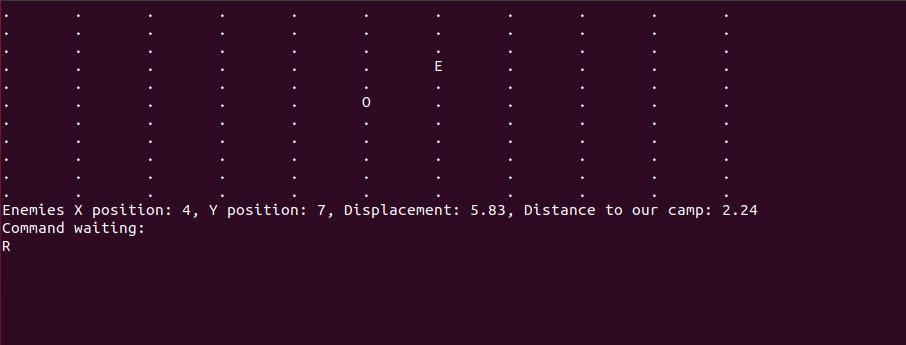 .       .       .       .       .       .       .       .       .       .       .
.       .       .       .       .       .       .       .       .       .       .
.       .       .       .       .       .       .       .       .       .       .
.       .       .       .       .       .       E       .       .       .       .
.       .       .       .       .       .       .       .       .       .       .
.       .       .       .       .       O       .       .       .       .       .
.       .       .       .       .       .       .       .       .       .       .
.       .       .       .       .       .       .       .       .       .       .
.       .       .       .       .       .       .       .       .       .       .
.       .       .       .       .       .       .       .       .       .       .
.       .       .       .       .       .       .       .       .       .       .
Enemies X position: 4, Y position: 7, Displacement: 5.83, Distance to our camp: 2.24
Command waiting:
R